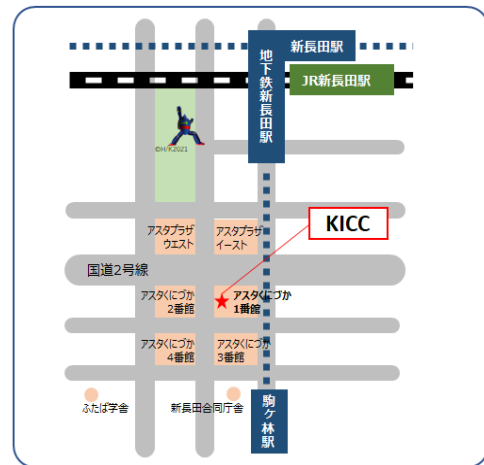 新長田駅
地下鉄新長田駅
JR新長田駅
©H/K2021
KICC
アスタプラザ
ウエスト
アスタプラザ
イースト
国道2号線
アスタくにづか
2番館
アスタくにづか
1番館
アスタくにづか
4番館
アスタくにづか
3番館
ふたば学舎
新長田合同庁舎
駒ヶ林駅